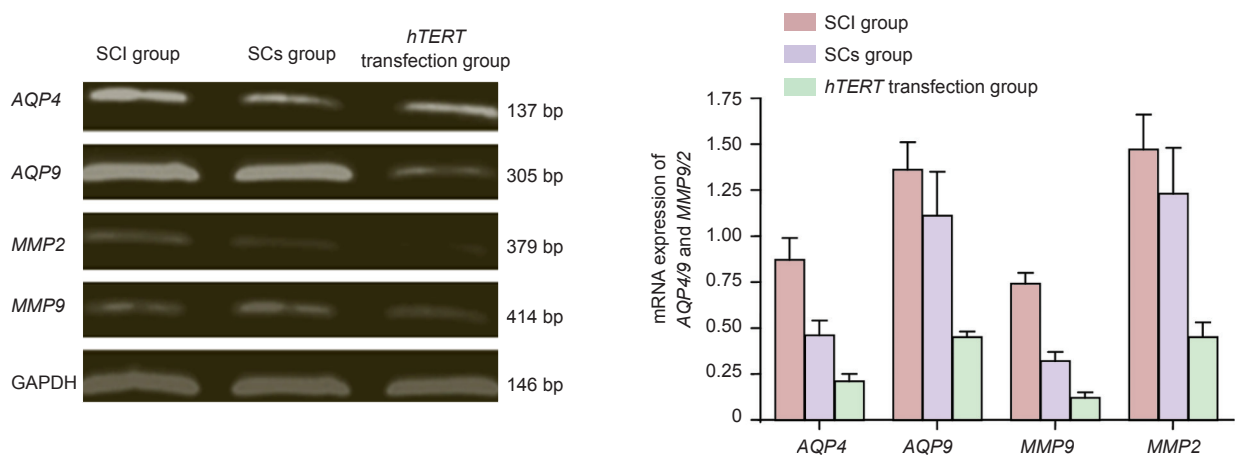 SCI group
SCs group
hTERT
transfection group
AQP4
137 bp
AQP9
305 bp
MMP2
379 bp
MMP9
414 bp
GAPDH
146 bp
SCI group
SCs group
hTERT transfection group
mRNA expression of
AQP4/9 and MMP9/2
1.75
1.50
1.25
1.00
0.75
0.50
0.25
0
AQP4 AQP9 MMP9 MMP2